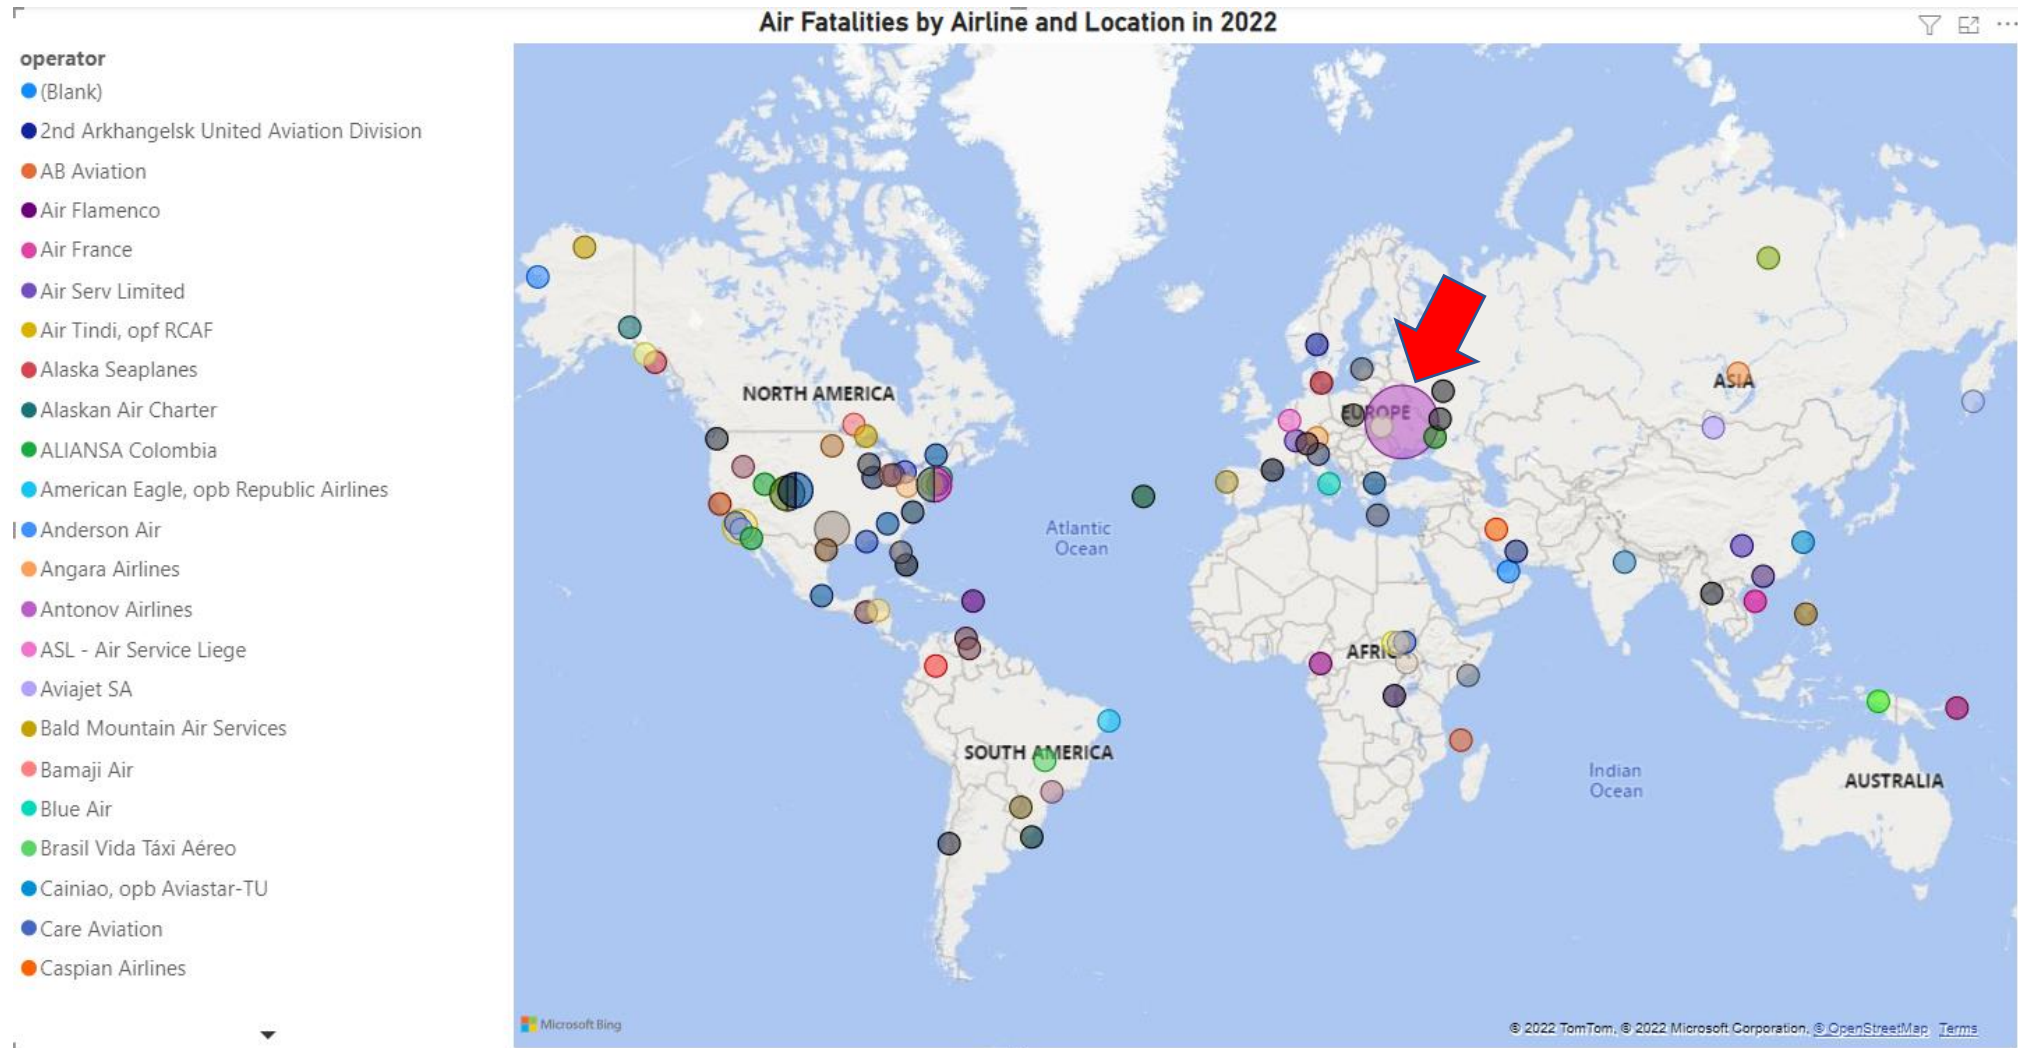 Air Fatalities by Airline and Location in 2022
operator
(Blank)
2nd Arkhangelsk United Aviation Division
AB Aviation
Air Flamenco
Air France
Air Serv Limited
Air Tindi, opf RCAF
Alaska Seaplanes
Alaskan Air Charter
ALIANSA Colombia
American Eagle, opb Republic Airlines
Anderson Air
Angara Airlines
Antonov Airlines
ASL - Air Service Liege
Aviajet SA
Bald Mountain Air Services
Bamaji Air
Blue Air
Brasil Vida Táxi Aéreo
Cainiao, opb Aviastar-TU
Care Aviation
Caspian Airlines
NORTH AMERICA
EUROPE
ASIA
Atlantic
Ocean
AFRIC
SOUTH AMERICA
Indian
Ocean
AUSTRALIA
Microsoft Bing
© 2022 TomTom, © 2022 Microsoft Corporation, © OpenStreetMap Terms